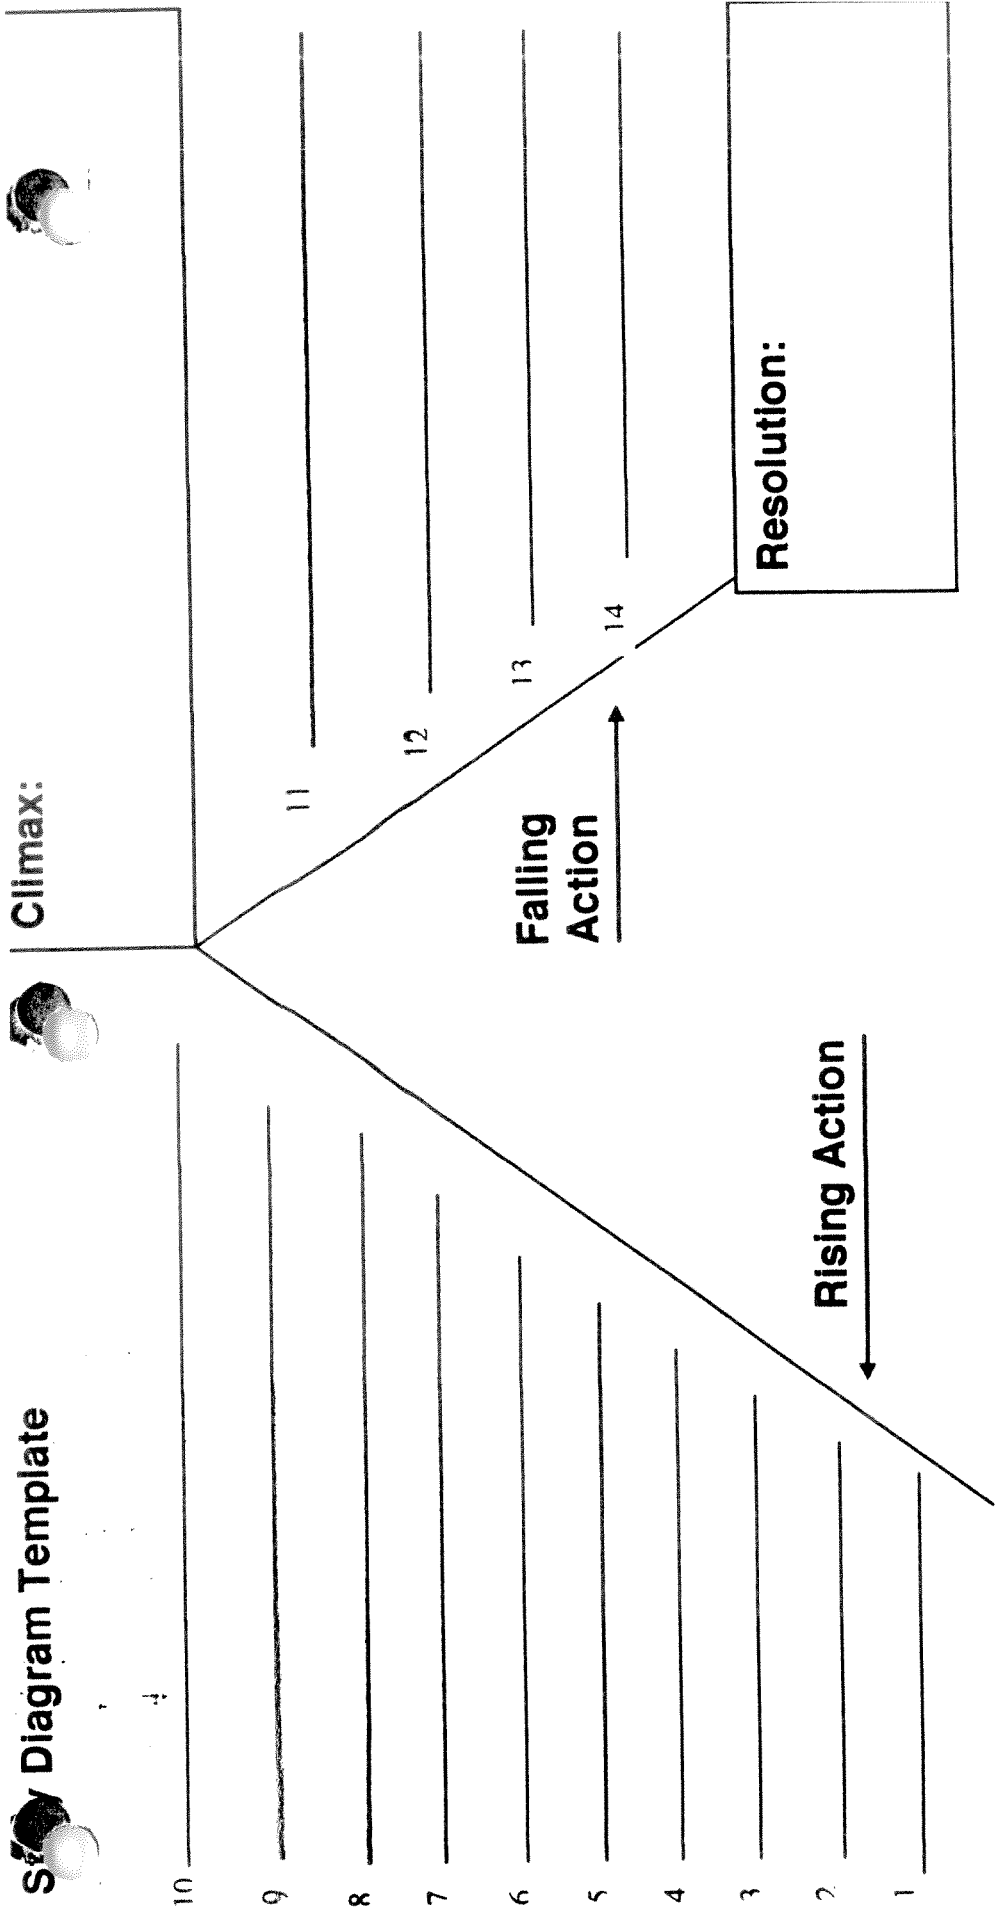 Story Diagram Template
Climax:
10
9
8
7
6
5
4
3
2
1
11
12
13
14
Falling
Action
Rising Action
Resolution: